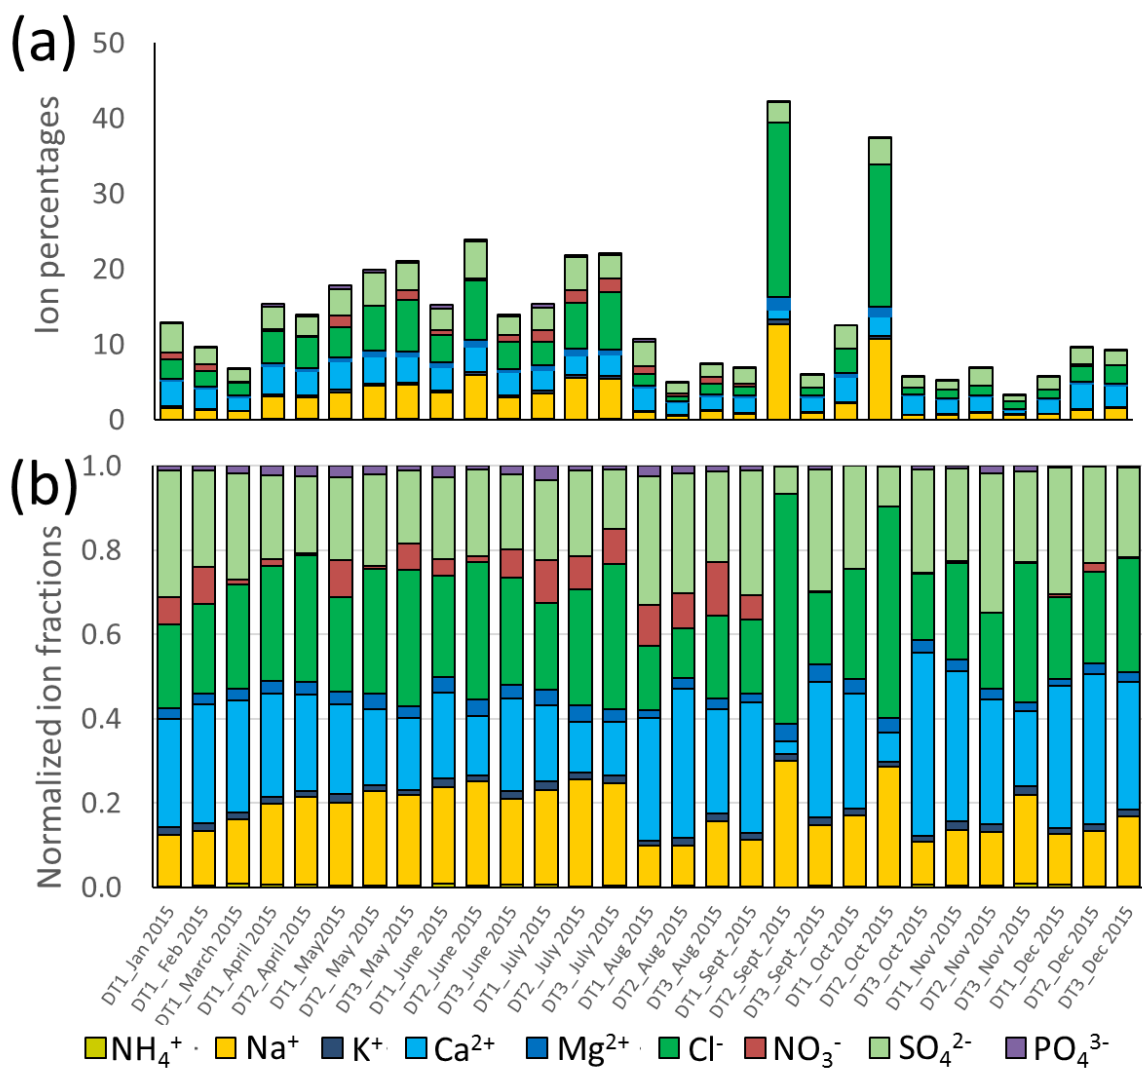 (a)
Ion percentages
50
40
30
20
10
0
(b)
Normalized ion fractions
1.0
0.8
0.6
0.4
0.2
0.0
DT1_Jan 2015
DT1_ Feb 2015
DT1_March 2015
DT1_April 2015
DT2_April 2015
DT1_May2015
DT2_ May 2015
DT3_May 2015
DT1_June 2015
DT2_June 2015
DT3_June 2015
DT1_July 2015
DT2_ July 2015
DT3_ July 2015
DT1_Aug 2015
DT2_Aug 2015
DT3_Aug 2015
DT1_Sept_2015
DT2_Sept_2015
DT3_Sept_2015
DT1_Oct 2015
DT2_Oct 2015
DT3_Oct 2015
DT1_Nov 2015
DT2_Nov 2015
DT3_Nov 2015
DT1_Dec 2015
DT2_Dec 2015
DT3_Dec 2015
NH₄⁺ Na⁺ K⁺ Ca²⁺ Mg²⁺ Cl⁻ NO₃⁻ SO₄²⁻ PO₄³⁻